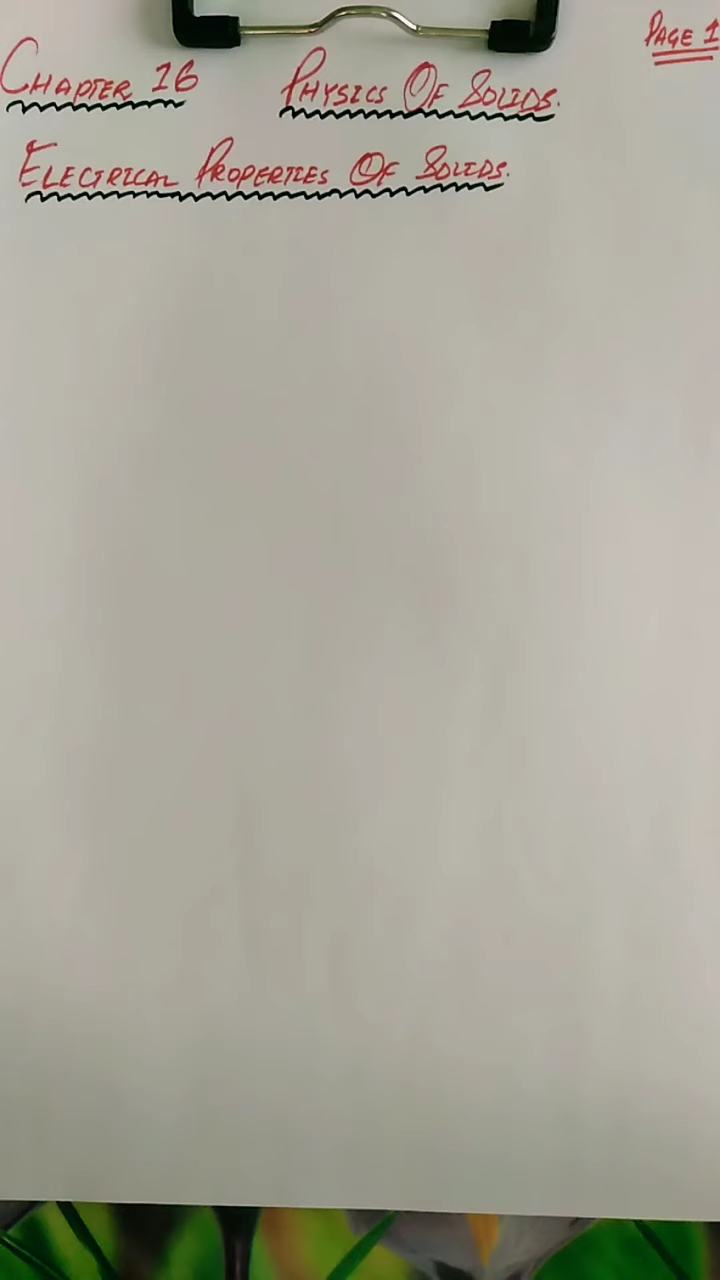 PAGE 1
CHAPTER 16 PHYSICS OF SOLIDS.
ELECTRICAL PROPERTIES OF SOLIDS.